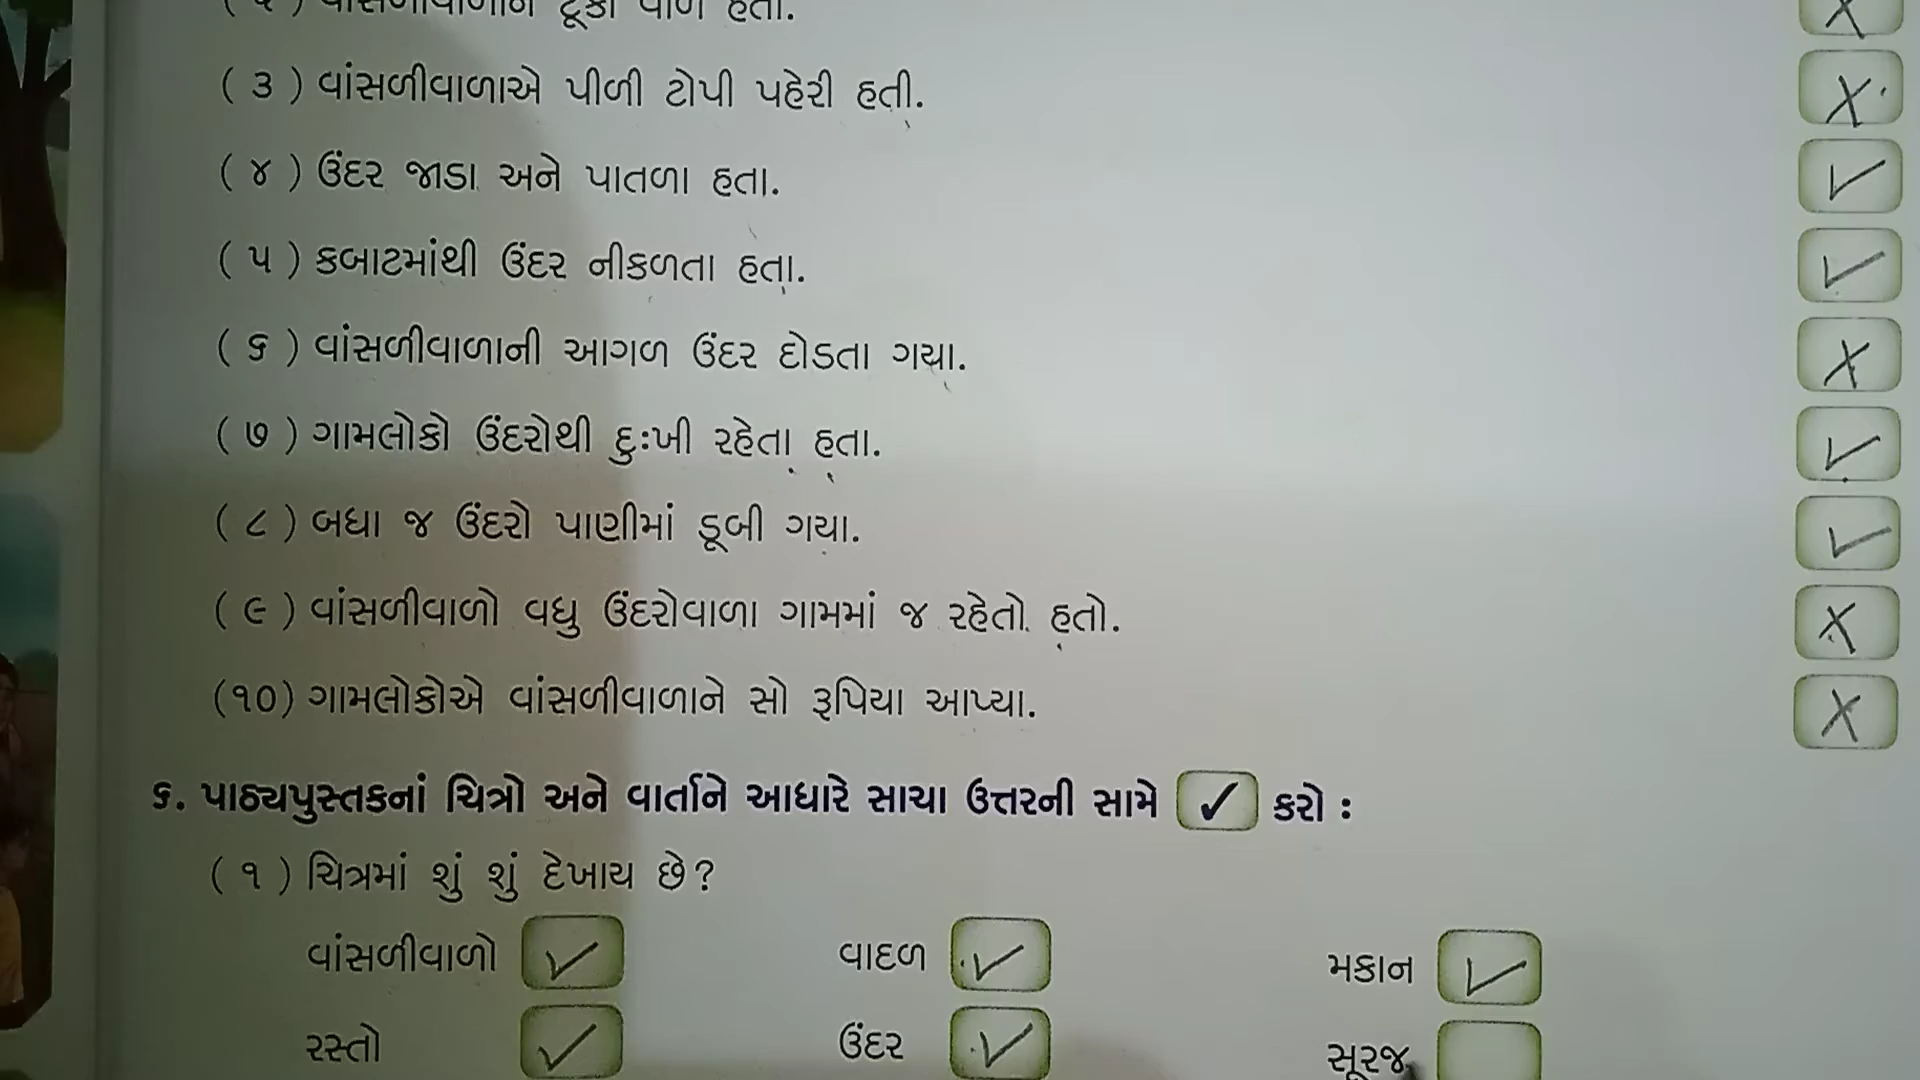 વાંસળીવાળાને ટૂંકા વાળ હતા. ✗
(૩) વાંસળીવાળાએ પીળી ટોપી પહેરી હતી. ✗
(૪) ઉંદર જાડા અને પાતળા હતા. ✓
(૫) કબાટમાંથી ઉંદર નીકળતા હતા. ✓
(૬) વાંસળીવાળાની આગળ ઉંદર દોડતા ગયા. ✗
(૭) ગામલોકો ઉંદરોથી દુઃખી રહેતા હતા. ✓
(૮) બધા જ ઉંદરો પાણીમાં ડૂબી ગયા. ✓
(૯) વાંસળીવાળો વધુ ઉંદરોવાળા ગામમાં જ રહેતો હતો. ✗
(૧૦) ગામલોકોએ વાંસળીવાળાને સો રૂપિયા આપ્યા. ✗
૬. પાઠ્યપુસ્તકનાં ચિત્રો અને વાર્તાને આધારે સાચા ઉત્તરની સામે ✓ કરો :
(૧) ચિત્રમાં શું શું દેખાય છે?
વાંસળીવાળો ✓ વાદળ ✓ મકાન ✓
રસ્તો ✓ ઉંદર ✓ સૂરજ